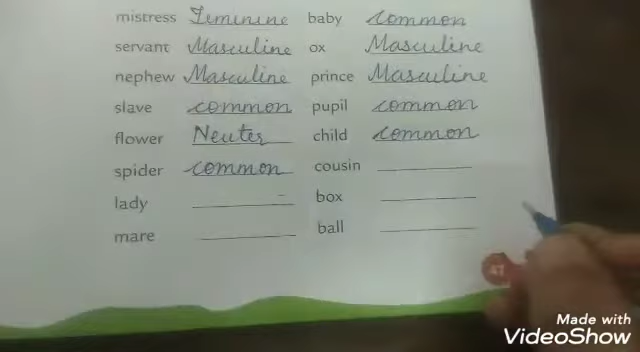 mistress Feminine baby common
servant Masculine ox Masculine
nephew Masculine prince Masculine
slave common pupil common
flower Neuter child common
spider common cousin
lady box
mare ball
47
Made with
VideoShow